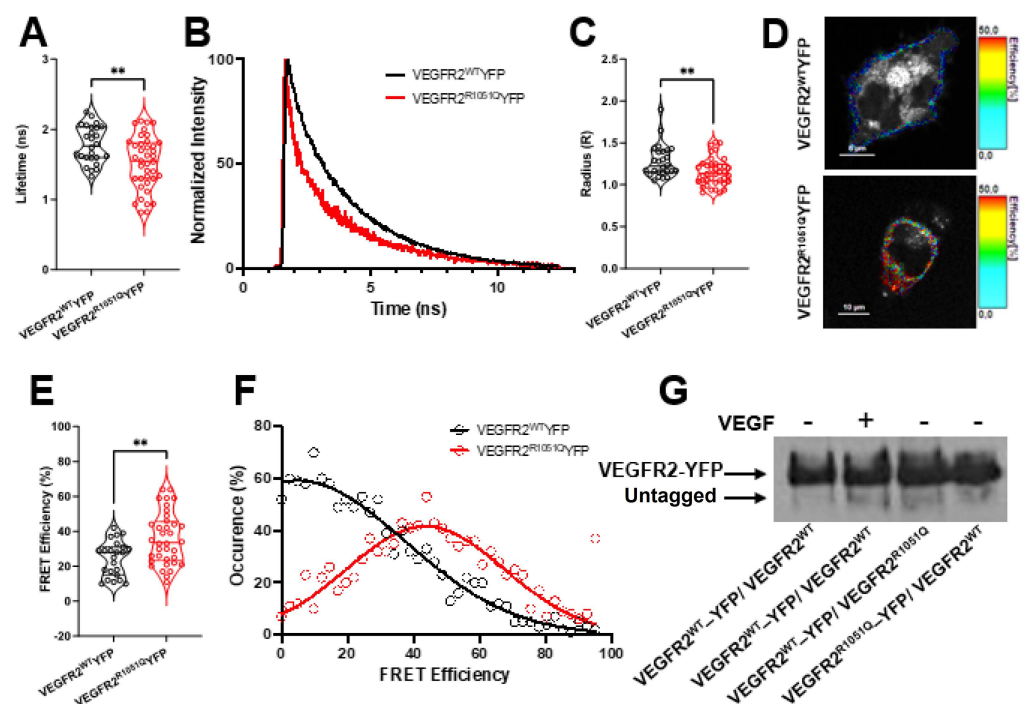 A
Lifetime (ns)
3
2
1
0
**
VEGFR2WTYFP
VEGFR2R1051QYFP
B
Normalized Intensity
100
50
0
0
5
10
Time (ns)
VEGFR2WTYFP
VEGFR2R1051QYFP
C
Radius (R)
2.5
2.0
1.5
1.0
0.5
0.0
**
VEGFR2WTYFP
VEGFR2R1051QYFP
D
VEGFR2WTYFP
50,0
Efficiency[%]
0,0
VEGFR2R1051QYFP
10 µm
50,0
Efficiency[%]
0,0
E
FRET Efficiency (%)
100
80
60
40
20
0
-20
**
VEGFR2WTYFP
VEGFR2R1051QYFP
F
Occurence (%)
80
60
40
20
0
0
20
40
60
80
100
FRET Efficiency
VEGFR2WTYFP
VEGFR2R1051QYFP
G
VEGF - + - -
VEGFR2-YFP
Untagged
VEGFR2WT_YFP/ VEGFR2WT
VEGFR2WT_YFP/ VEGFR2WT
VEGFR2WT_YFP/ VEGFR2R1051Q
VEGFR2R1051Q_YFP/ VEGFR2WT